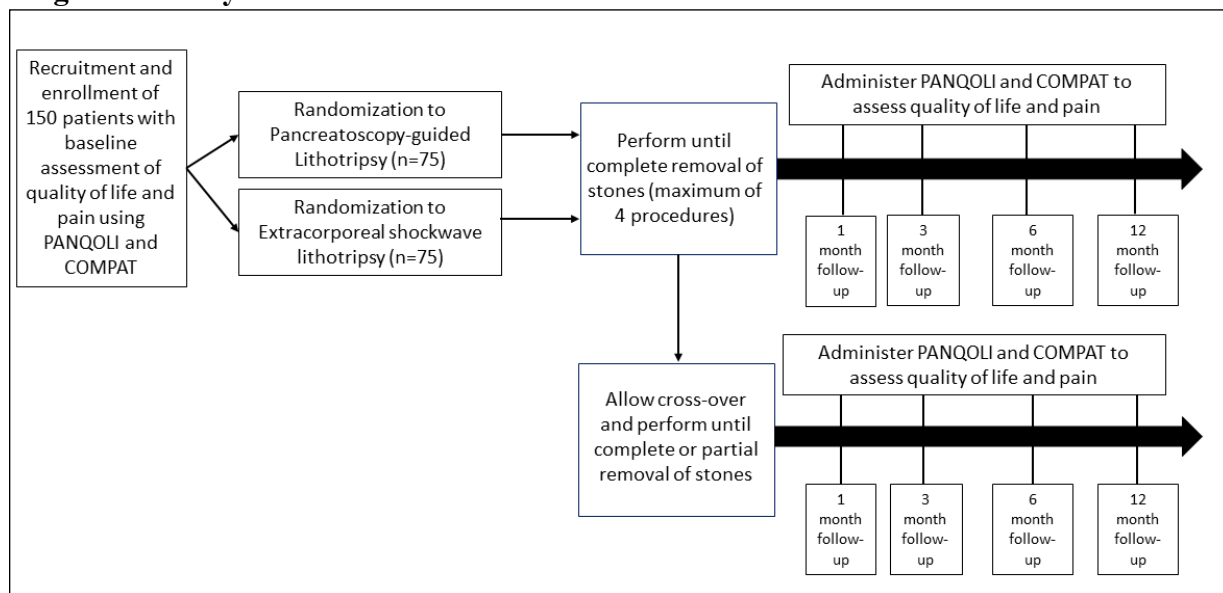 Recruitment and
enrollment of
150 patients with
baseline
assessment of
quality of life and
pain using
PANQOLI and
COMPAT
Randomization to
Pancreatoscopy-guided
Lithotripsy (n=75)
Randomization to
Extracorporeal shockwave
lithotripsy (n=75)
Perform until
complete removal of
stones (maximum of
4 procedures)
Administer PANQOLI and COMPAT to
assess quality of life and pain
1
month
follow-
up
3
month
follow-
up
6
month
follow-
up
12
month
follow-
up
Allow cross-over
and perform until
complete or partial
removal of stones
Administer PANQOLI and COMPAT to
assess quality of life and pain
1
month
follow-
up
3
month
follow-
up
6
month
follow-
up
12
month
follow-
up